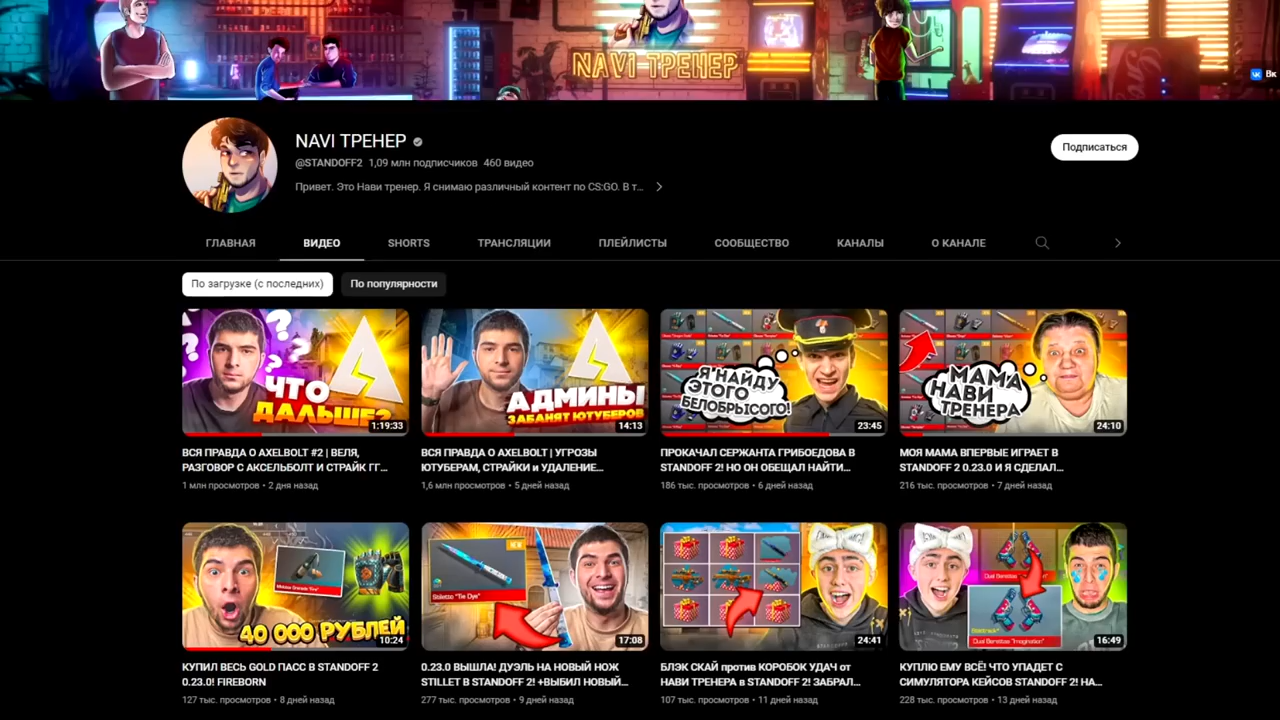 NAVI ТРЕНЕР
Вк
NAVI ТРЕНЕР
@STANDOFF2 1,09 млн подписчиков 460 видео
Привет. Это Нави тренер. Я снимаю различный контент по CS:GO. В т...
Подписаться
ГЛАВНАЯ ВИДЕО SHORTS ТРАНСЛЯЦИИ ПЛЕЙЛИСТЫ СООБЩЕСТВО КАНАЛЫ О КАНАЛЕ
По загрузке (с последних) По популярности
ЧТО
ДАЛЬШЕ?
1:19:33
АДМИНЫ
ЗАБАНЯТ ЮТУБЕРОВ
14:13
Я НАЙДУ
ЭТОГО
БЕЛОБРЫСОГО!
23:45
МАМА
НАВИ
ТРЕНЕРА
24:10
ВСЯ ПРАВДА О AXELBOLT #2 | ВЕЛЯ,
РАЗГОВОР С АКСЕЛЬБОЛТ И СТРАЙК ГГ...
1 млн просмотров • 2 дня назад
ВСЯ ПРАВДА О AXELBOLT | УГРОЗЫ
ЮТУБЕРАМ, СТРАЙКИ и УДАЛЕНИЕ...
1,6 млн просмотров • 5 дней назад
ПРОКАЧАЛ СЕРЖАНТА ГРИБОЕДОВА В
STANDOFF 2! НО ОН ОБЕЩАЛ НАЙТИ...
186 тыс. просмотров • 6 дней назад
МОЯ МАМА ВПЕРВЫЕ ИГРАЕТ В
STANDOFF 2 0.23.0 И Я СДЕЛАЛ...
216 тыс. просмотров • 7 дней назад
40 000 РУБЛЕЙ
10:24
Stiletto "Tie Dye"
17:08
24:41
Dual Berettas "Imagination"
16:49
КУПИЛ ВЕСЬ GOLD ПАСС В STANDOFF 2
0.23.0! FIREBORN
127 тыс. просмотров • 8 дней назад
0.23.0 ВЫШЛА! ДУЭЛЬ НА НОВЫЙ НОЖ
STILLET В STANDOFF 2! +ВЫБИЛ НОВЫЙ...
277 тыс. просмотров • 9 дней назад
БЛЭК СКАЙ против КОРОБОК УДАЧ от
НАВИ ТРЕНЕРА в STANDOFF 2! ЗАБРАЛ...
107 тыс. просмотров • 11 дней назад
КУПЛЮ ЕМУ ВСЁ! ЧТО УПАДЕТ С
СИМУЛЯТОРА КЕЙСОВ STANDOFF 2! НА...
228 тыс. просмотров • 13 дней назад